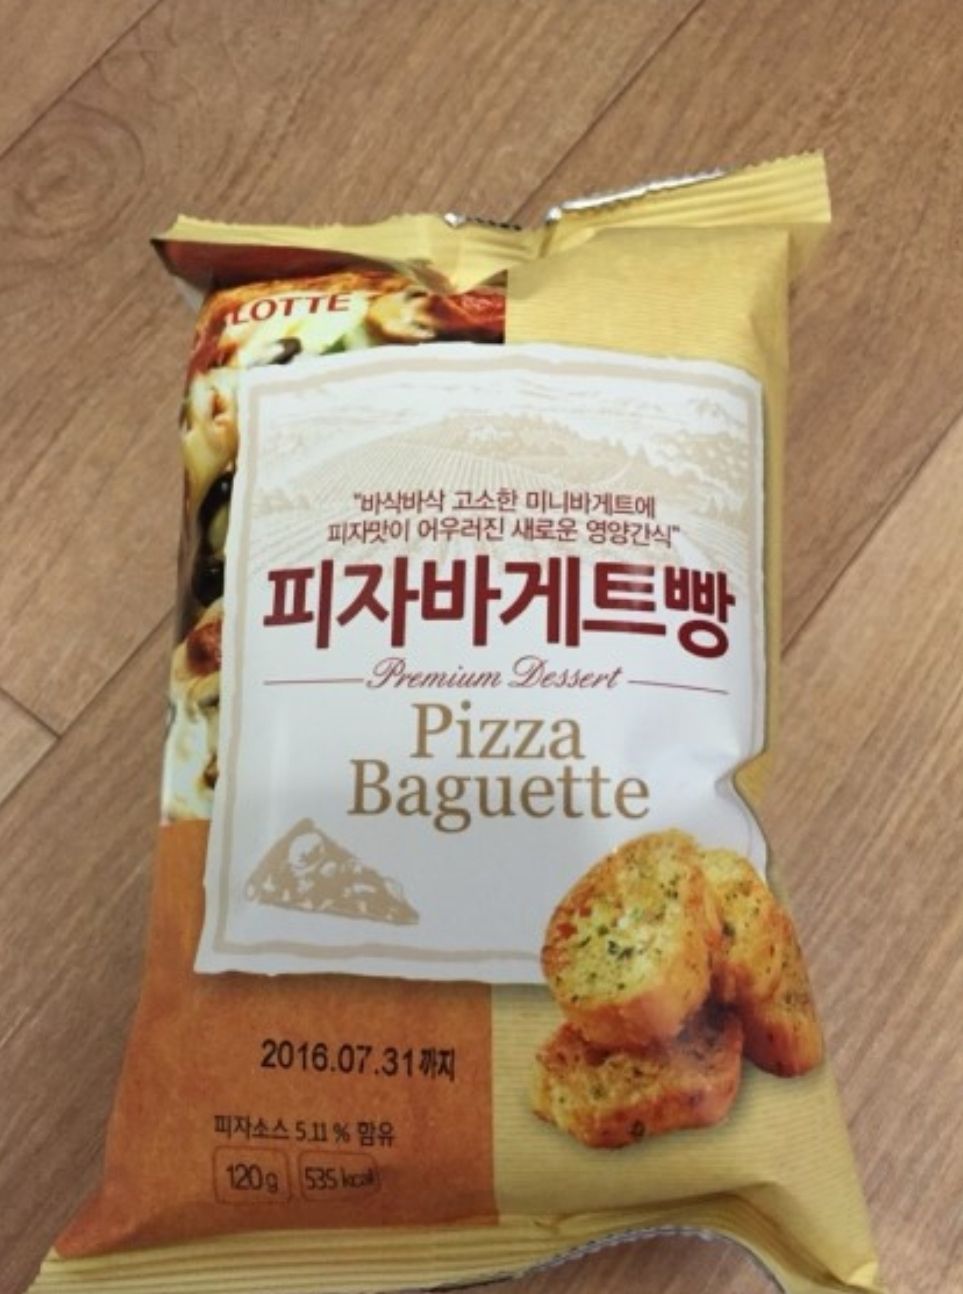 LOTTE
"바삭바삭 고소한 미니바게트에
피자맛이 어우러진 새로운 영양간식"
피자바게트빵
Premium Dessert
Pizza
Baguette
2016.07.31까지
피자소스 5.11 % 함유
120g 535 kcal